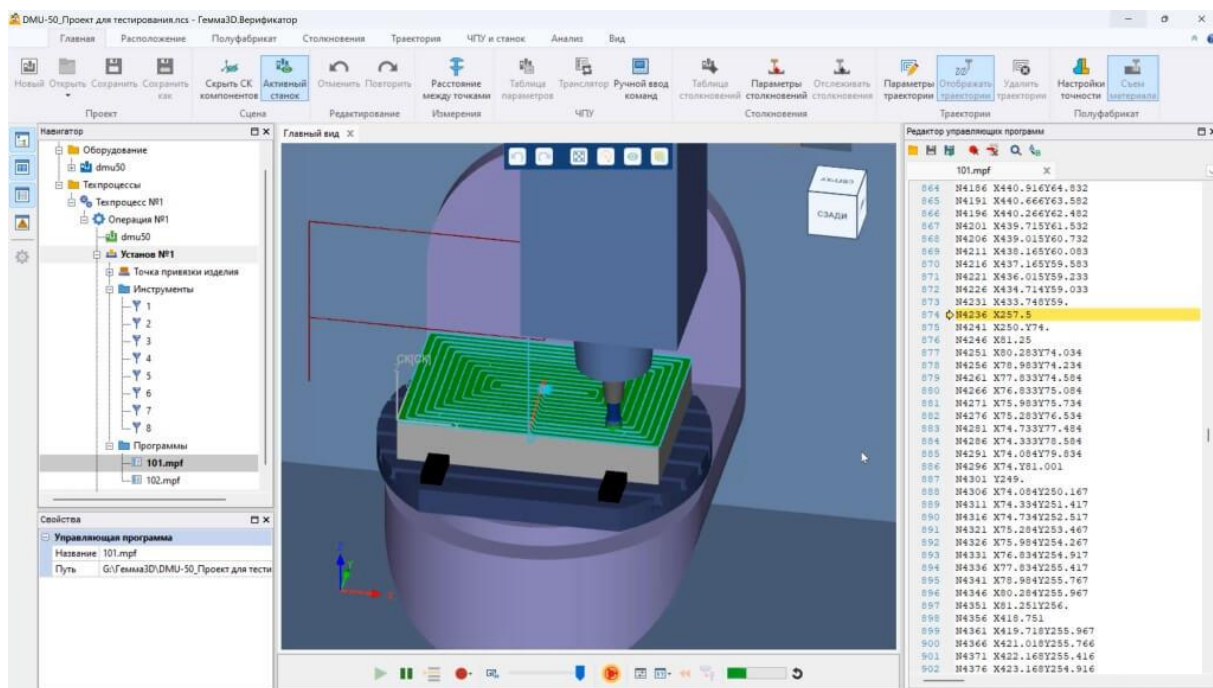 DMU-50_Проект для тестирования.ncs - Гемма3D.Верификатор
Главная Расположение Полуфабрикат Столкновения Траектория ЧПУ и станок Анализ Вид
Новый Открыть Сохранить Сохранить как Скрыть СК компонентов Активный станок Отменить Повторить Расстояние между точками Таблица параметров Транслятор Ручной ввод команд Таблица столкновений Параметры столкновений Отслеживать столкновения Параметры траектории Отображать траектории Удалить траектории Настройки точности Съем материала
Проект Сцена Редактирование Измерения ЧПУ Столкновения Траектории Полуфабрикат
Навигатор
Оборудование
dmu50
Техпроцессы
Техпроцесс №1
Операция №1
dmu50
Установ №1
Точка привязки изделия
Инструменты
1
2
3
4
5
6
7
8
Программы
101.mpf
102.mpf
Свойства
Управляющая программа
Название 101.mpf
Путь G:\Гемма3D\DMU-50_Проект для тести
Главный вид
СЗАДИ
Z
Y
X
Редактор управляющих программ
101.mpf
864 N4186 X440.916Y64.832
865 N4191 X440.666Y63.582
866 N4196 X440.266Y62.482
867 N4201 X439.715Y61.532
868 N4206 X439.015Y60.732
869 N4211 X438.165Y60.083
870 N4216 X437.165Y59.583
871 N4221 X436.015Y59.233
872 N4226 X434.714Y59.033
873 N4231 X433.748Y59.
874 N4236 X257.5
875 N4241 X250.Y74.
876 N4246 X81.25
877 N4251 X80.283Y74.034
878 N4256 X78.983Y74.234
879 N4261 X77.833Y74.584
880 N4266 X76.833Y75.084
881 N4271 X75.983Y75.734
882 N4276 X75.283Y76.534
883 N4281 X74.733Y77.484
884 N4286 X74.333Y78.584
885 N4291 X74.084Y79.834
886 N4296 X74.Y81.001
887 N4301 Y249.
888 N4306 X74.084Y250.167
889 N4311 X74.334Y251.417
890 N4316 X74.734Y252.517
891 N4321 X75.284Y253.467
892 N4326 X75.984Y254.267
893 N4331 X76.834Y254.917
894 N4336 X77.834Y255.417
895 N4341 X78.984Y255.767
896 N4346 X80.284Y255.967
897 N4351 X81.251Y256.
898 N4356 X418.751
899 N4361 X419.718Y255.967
900 N4366 X421.018Y255.766
901 N4371 X422.168Y255.416
902 N4376 X423.168Y254.916